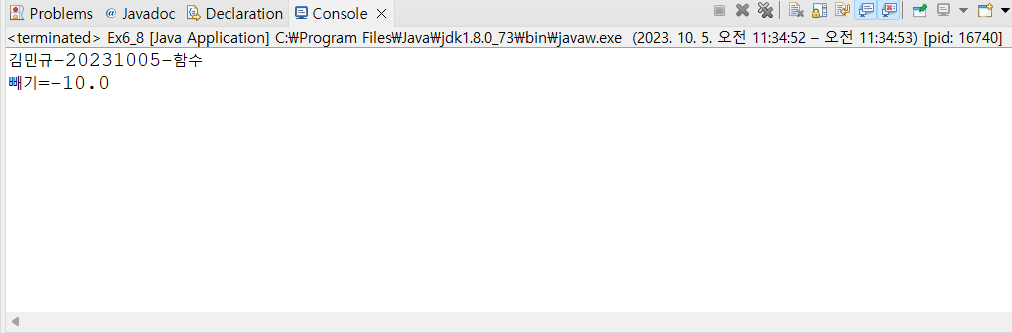 Problems @ Javadoc Declaration Console
<terminated> Ex6_8 [Java Application] C:₩Program Files₩Java₩jdk1.8.0_73₩bin₩javaw.exe (2023. 10. 5. 오전 11:34:52 – 오전 11:34:53) [pid: 16740]
김민규-20231005-함수
빼기=-10.0